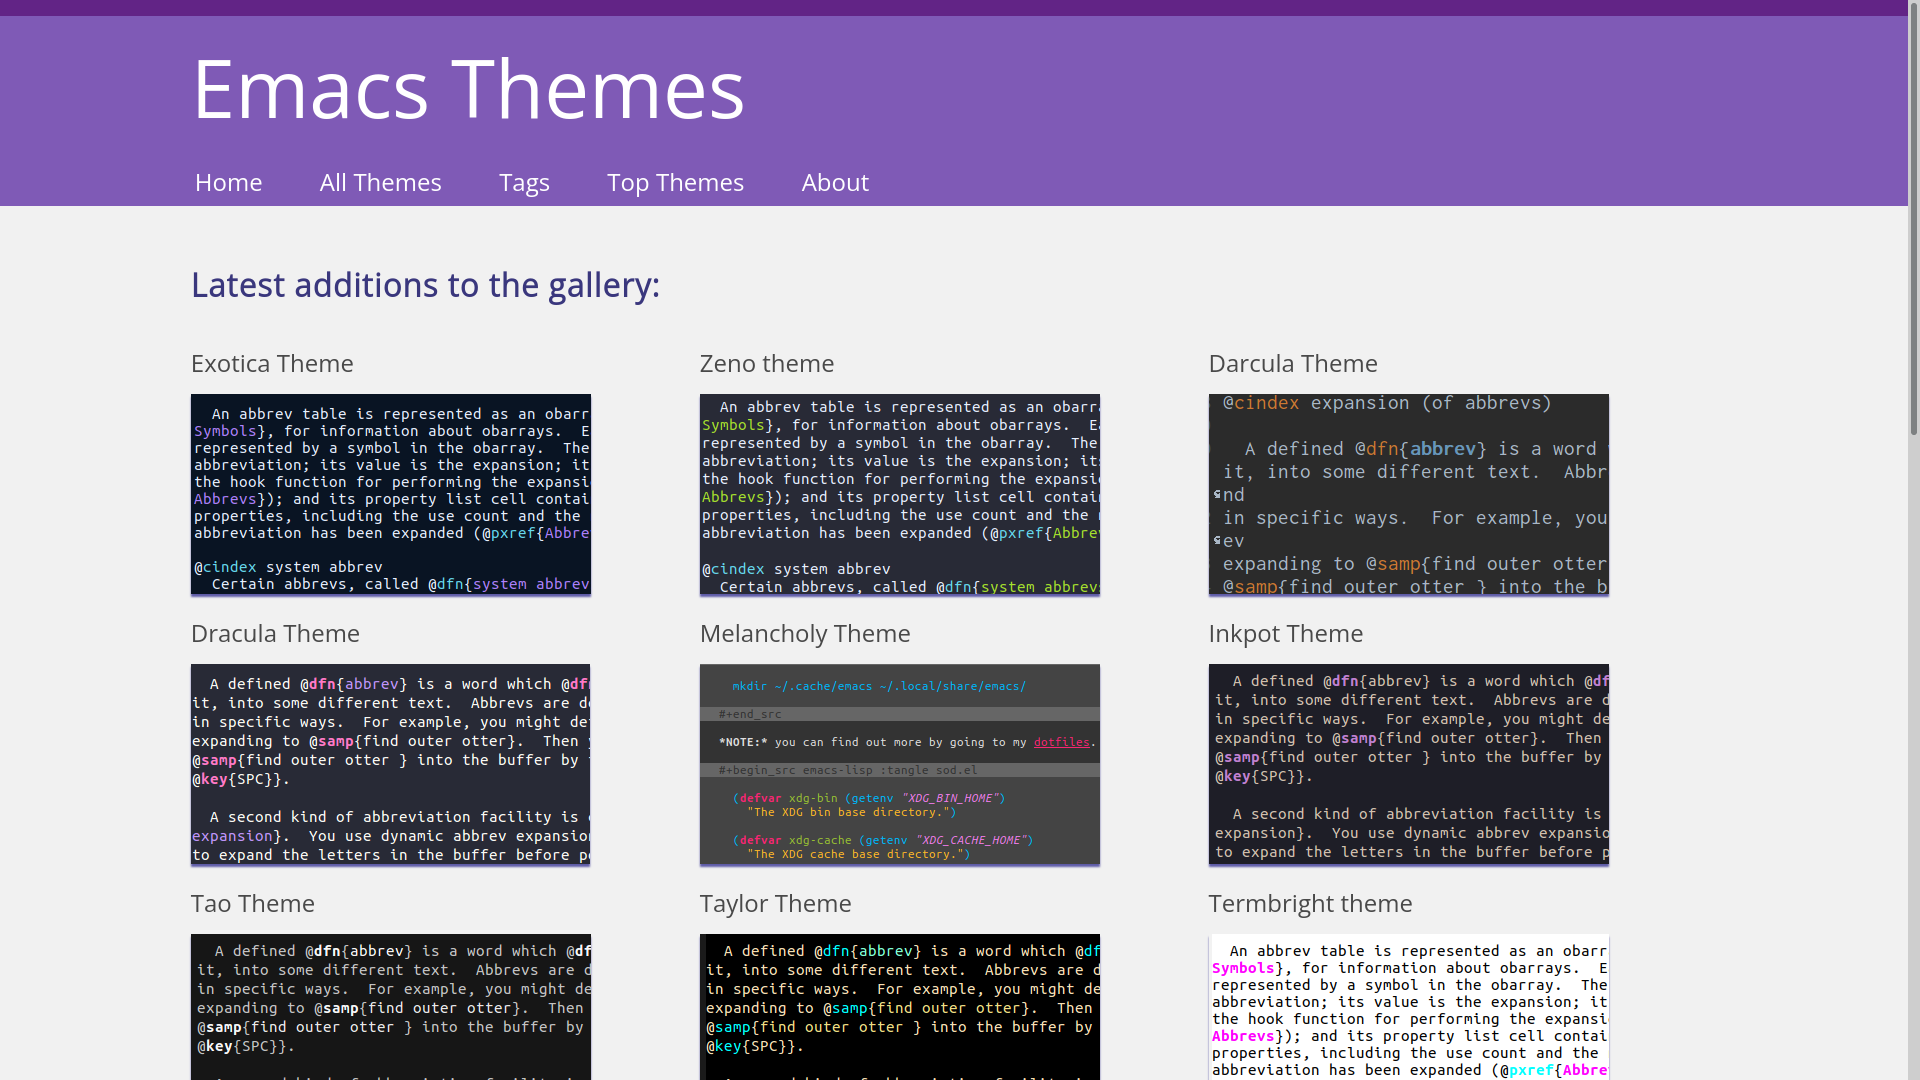 Emacs Themes
Home All Themes Tags Top Themes About
Latest additions to the gallery:
Exotica Theme
An abbrev table is represented as an obarr
Symbols}, for information about obarrays. E
represented by a symbol in the obarray. The
abbreviation; its value is the expansion; it
the hook function for performing the expansi
Abbrevs}); and its property list cell contai
properties, including the use count and the
abbreviation has been expanded (@pxref{Abbre
@cindex system abbrev
Certain abbrevs, called @dfn{system abbrev
Zeno theme
An abbrev table is represented as an obarr
Symbols}, for information about obarrays. E
represented by a symbol in the obarray. The
abbreviation; its value is the expansion; it
the hook function for performing the expansi
Abbrevs}); and its property list cell contain
properties, including the use count and the
abbreviation has been expanded (@pxref{Abbre
@cindex system abbrev
Certain abbrevs, called @dfn{system abbrevs
Darcula Theme
@cindex expansion (of abbrevs)
A defined @dfn{abbrev} is a word
it, into some different text. Abbr
nd
in specific ways. For example, you
ev
expanding to @samp{find outer otter
@samp{find outer otter } into the b
Dracula Theme
A defined @dfn{abbrev} is a word which @df
it, into some different text. Abbrevs are d
in specific ways. For example, you might de
expanding to @samp{find outer otter}. Then
@samp{find outer otter } into the buffer by
@key{SPC}}.
A second kind of abbreviation facility is
expansion}. You use dynamic abbrev expansion
to expand the letters in the buffer before p
Melancholy Theme
mkdir ~/.cache/emacs ~/.local/share/emacs/
#+end_src
*NOTE:* you can find out more by going to my dotfiles.
#+begin_src emacs-lisp :tangle sod.el
(defvar xdg-bin (getenv "XDG_BIN_HOME")
"The XDG bin base directory.")
(defvar xdg-cache (getenv "XDG_CACHE_HOME")
"The XDG cache base directory.")
Inkpot Theme
A defined @dfn{abbrev} is a word which @df
it, into some different text. Abbrevs are d
in specific ways. For example, you might de
expanding to @samp{find outer otter}. Then
@samp{find outer otter } into the buffer by
@key{SPC}}.
A second kind of abbreviation facility is
expansion}. You use dynamic abbrev expansio
to expand the letters in the buffer before p
Tao Theme
A defined @dfn{abbrev} is a word which @df
it, into some different text. Abbrevs are d
in specific ways. For example, you might de
expanding to @samp{find outer otter}. Then
@samp{find outer otter } into the buffer by
@key{SPC}}.
Taylor Theme
A defined @dfn{abbrev} is a word which @df
it, into some different text. Abbrevs are d
in specific ways. For example, you might de
expanding to @samp{find outer otter}. Then
@samp{find outer otter } into the buffer by
@key{SPC}}.
Termbright theme
An abbrev table is represented as an obarr
Symbols}, for information about obarrays. E
represented by a symbol in the obarray. The
abbreviation; its value is the expansion; it
the hook function for performing the expansi
Abbrevs}); and its property list cell contai
properties, including the use count and the
abbreviation has been expanded (@pxref{Abbre